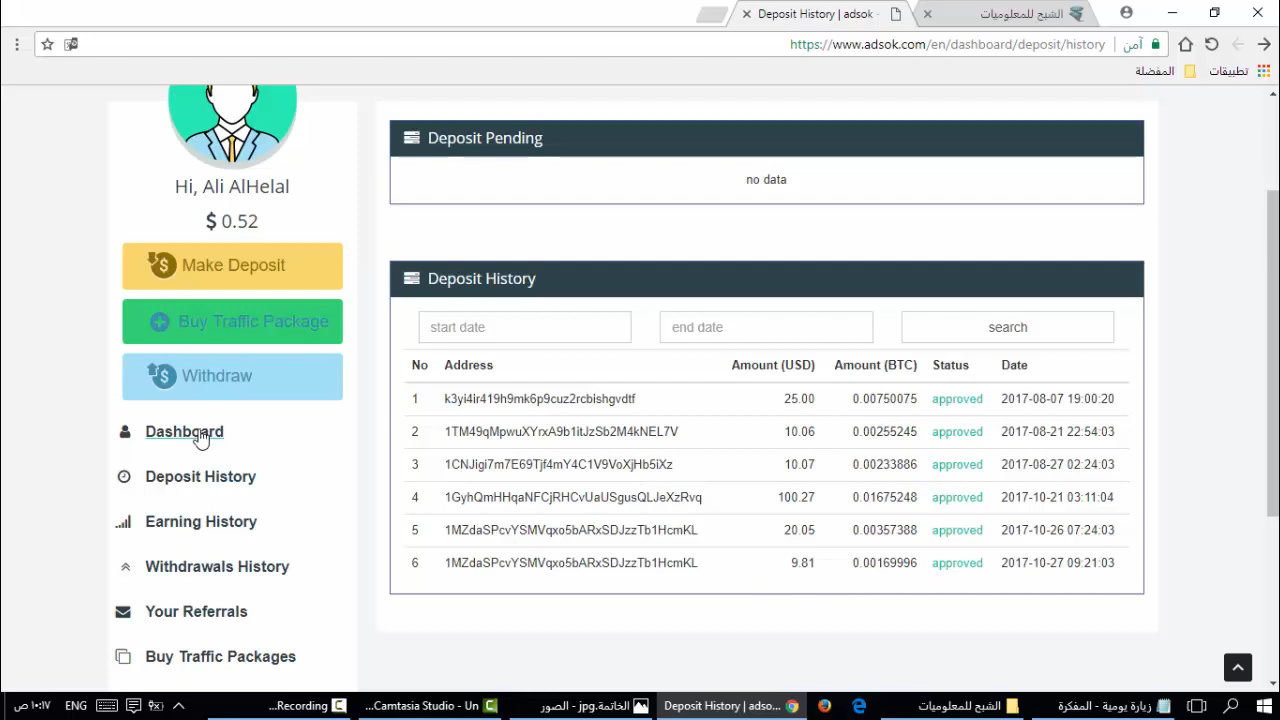 Deposit History | adsok -
الشبح للمعلوميات
https://www.adsok.com/en/dashboard/deposit/history
آمن
تطبيقات
المفضلة
Hi, Ali AlHelal
$ 0.52
Make Deposit
Buy Traffic Package
Withdraw
Dashboard
Deposit History
Earning History
Withdrawals History
Your Referrals
Buy Traffic Packages
Deposit Pending
no data
Deposit History
start date end date search
No Address Amount (USD) Amount (BTC) Status Date
1 k3yi4ir419h9mk6p9cuz2rcbishgvdtf 25.00 0.00750075 approved 2017-08-07 19:00:20
2 1TM49qMpwuXYrxA9b1itJzSb2M4kNEL7V 10.06 0.00255245 approved 2017-08-21 22:54:03
3 1CNJigi7m7E69Tjf4mY4C1V9VoXjHb5iXz 10.07 0.00233886 approved 2017-08-27 02:24:03
4 1GyhQmHHqaNFCjRHCvUaUSgusQLJeXzRvq 100.27 0.01675248 approved 2017-10-21 03:11:04
5 1MZdaSPcvYSMVqxo5bARxSDJzzTb1HcmKL 20.05 0.00357388 approved 2017-10-26 07:24:03
6 1MZdaSPcvYSMVqxo5bARxSDJzzTb1HcmKL 9.81 0.00169996 approved 2017-10-27 09:21:03
١٠:١٧ ص
ENG
Recording...
Camtasia Studio - Un...
الخاتمة.jpg - الصور
Deposit History | adso...
الشبح للمعلوميات
زيارة يومية - المفكرة